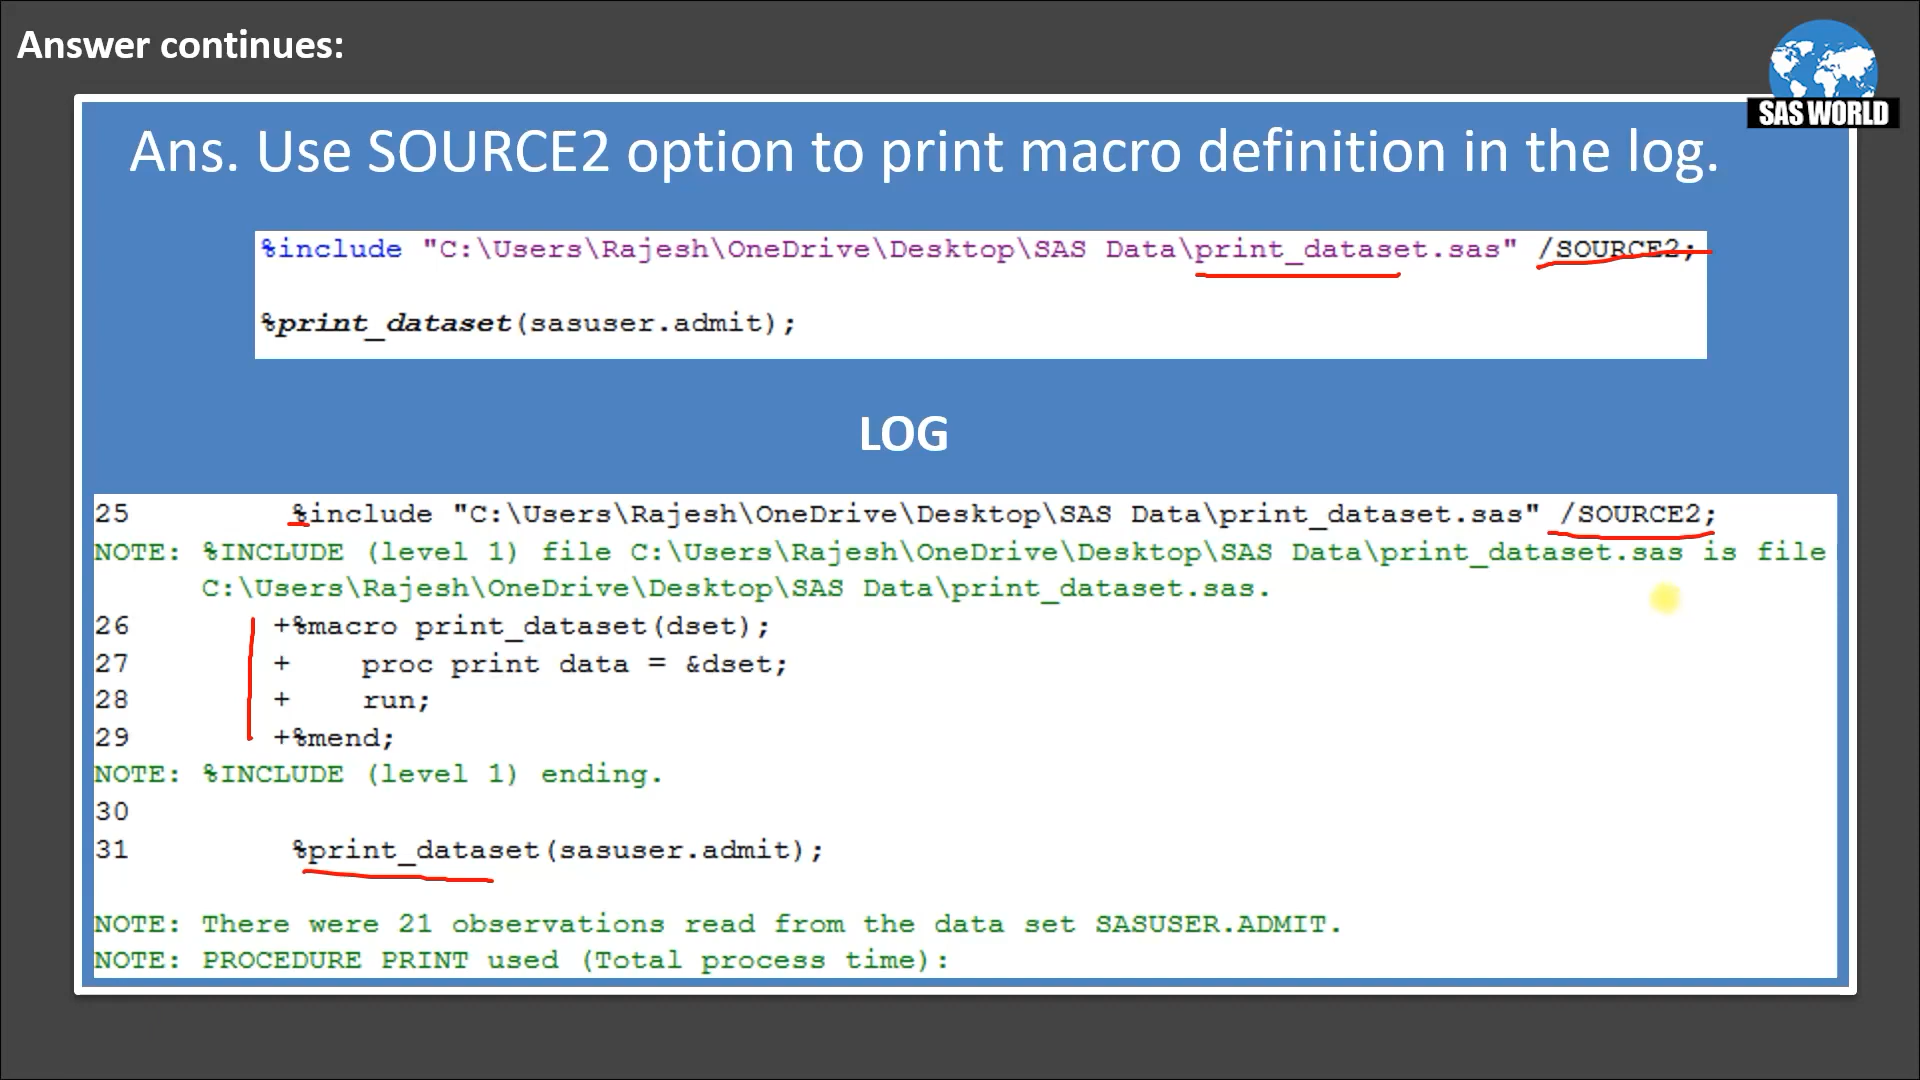 Answer continues:
SAS WORLD
Ans. Use SOURCE2 option to print macro definition in the log.
%include "C:\Users\Rajesh\OneDrive\Desktop\SAS Data\print_dataset.sas" /SOURCE2;
%print_dataset(sasuser.admit);
LOG
25 %include "C:\Users\Rajesh\OneDrive\Desktop\SAS Data\print_dataset.sas" /SOURCE2;
NOTE: %INCLUDE (level 1) file C:\Users\Rajesh\OneDrive\Desktop\SAS Data\print_dataset.sas is file
C:\Users\Rajesh\OneDrive\Desktop\SAS Data\print_dataset.sas.
26 +%macro print_dataset(dset);
27 + proc print data = &dset;
28 + run;
29 +%mend;
NOTE: %INCLUDE (level 1) ending.
30
31 %print_dataset(sasuser.admit);
NOTE: There were 21 observations read from the data set SASUSER.ADMIT.
NOTE: PROCEDURE PRINT used (Total process time):